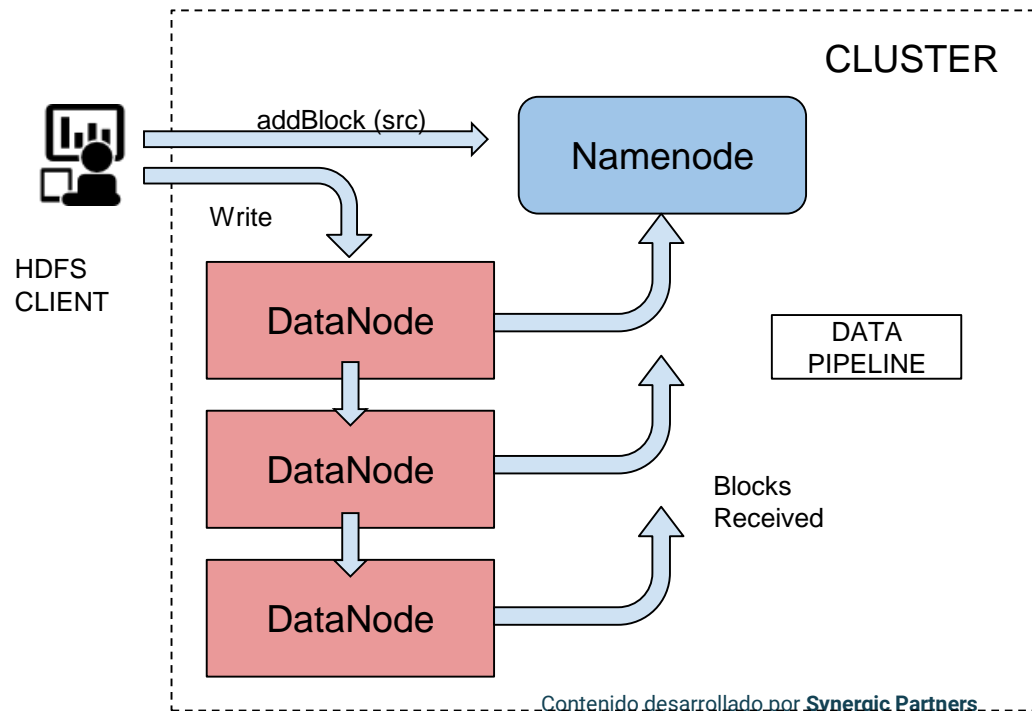 CLUSTER
addBlock (src)
Namenode
Write
HDFS
CLIENT
DataNode
DATA
PIPELINE
DataNode
Blocks
Received
DataNode
Contenido desarrollado por Synergic Partners